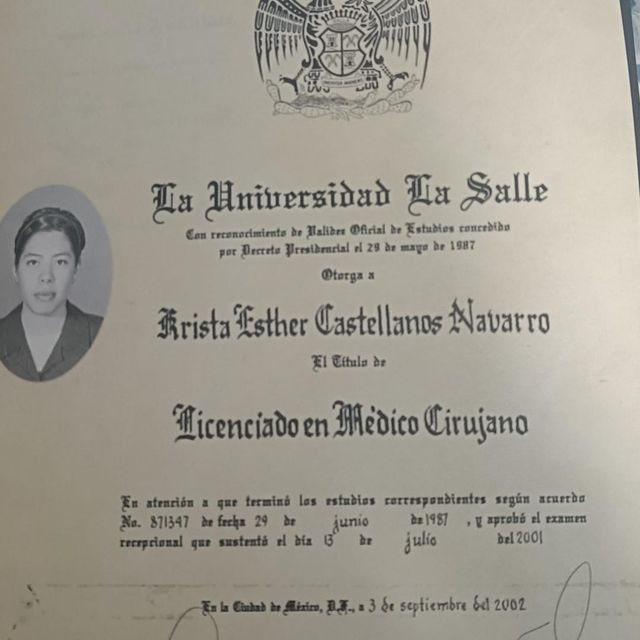 La Universidad La Salle
Con reconocimiento de Validez Oficial de Estudios concedido
por Decreto Presidencial el 29 de mayo de 1987
Otorga a
Krista Esther Castellanos Navarro
El Título de
Licenciado en Médico Cirujano
En atención a que terminó los estudios correspondientes según acuerdo
No. 871347 de fecha 29 de junio de 1987 , y aprobó el examen
recepcional que sustentó el día 13 de julio del 2001
En la Ciudad de México, D.F., a 3 de septiembre del 2002